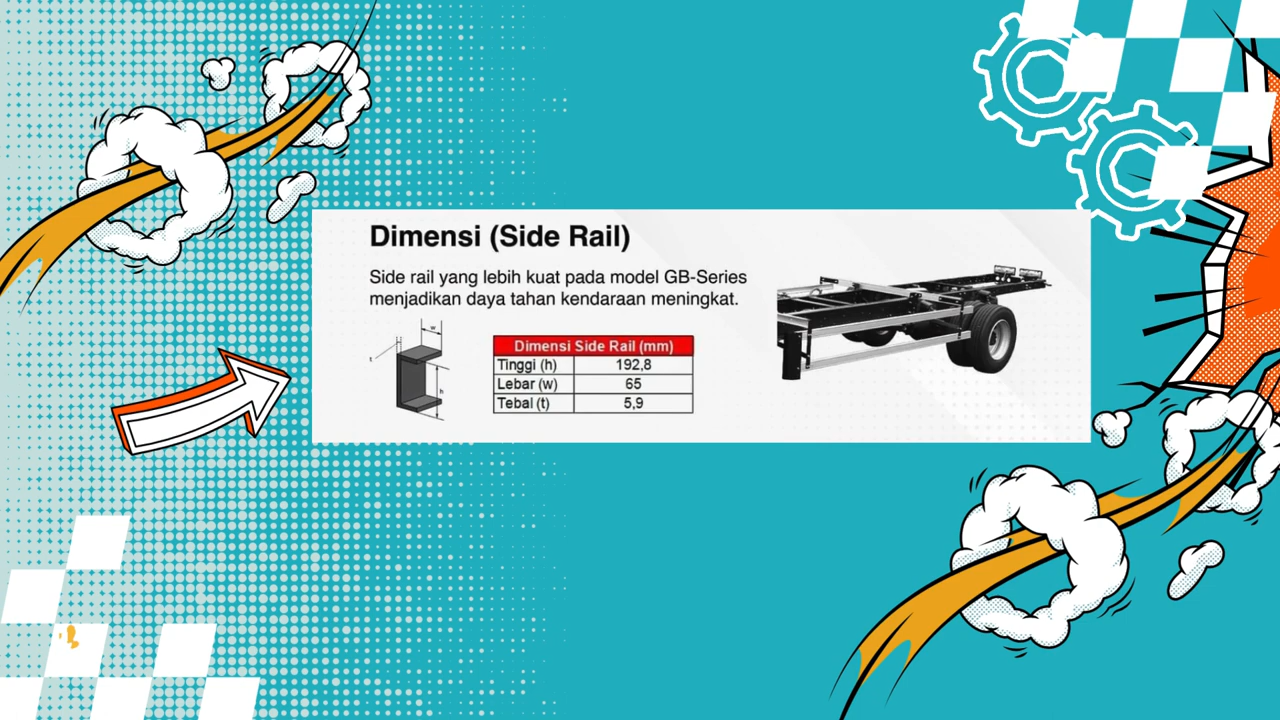 Dimensi (Side Rail)
Side rail yang lebih kuat pada model GB-Series
menjadikan daya tahan kendaraan meningkat.
w
t
h
Dimensi Side Rail (mm)
Tinggi (h) 192,8
Lebar (w) 65
Tebal (t) 5,9